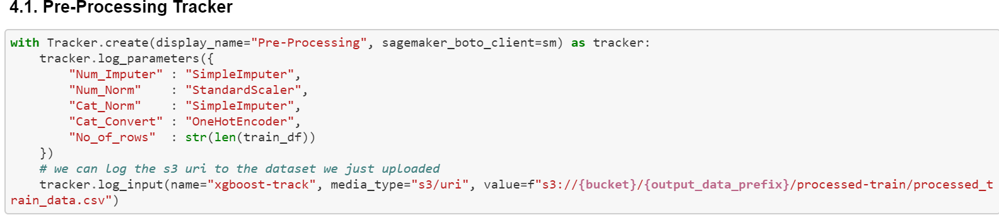 4.1. Pre-Processing Tracker
with Tracker.create(display_name="Pre-Processing", sagemaker_boto_client=sm) as tracker:
    tracker.log_parameters({
        "Num_Imputer" : "SimpleImputer",
        "Num_Norm"    : "StandardScaler",
        "Cat_Norm"    : "SimpleImputer",
        "Cat_Convert" : "OneHotEncoder",
        "No_of_rows"  : str(len(train_df))
    })
    # we can log the s3 uri to the dataset we just uploaded
    tracker.log_input(name="xgboost-track", media_type="s3/uri", value=f"s3://{bucket}/{output_data_prefix}/processed-train/processed_t
rain_data.csv")